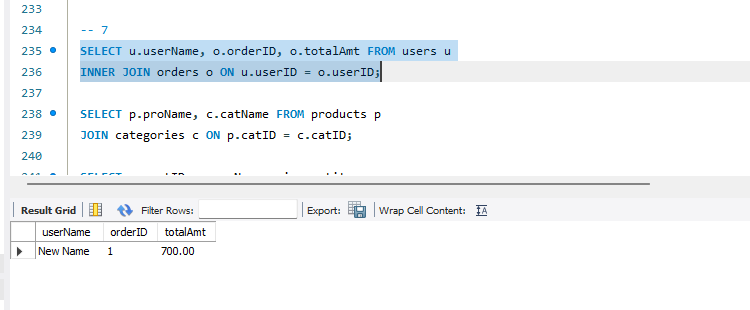 233
234 -- 7
235 SELECT u.userName, o.orderID, o.totalAmt FROM users u
236 INNER JOIN orders o ON u.userID = o.userID;
237
238 SELECT p.proName, c.catName FROM products p
239 JOIN categories c ON p.catID = c.catID;
240
Result Grid Filter Rows: Export: Wrap Cell Content:
userName orderID totalAmt
New Name 1 700.00